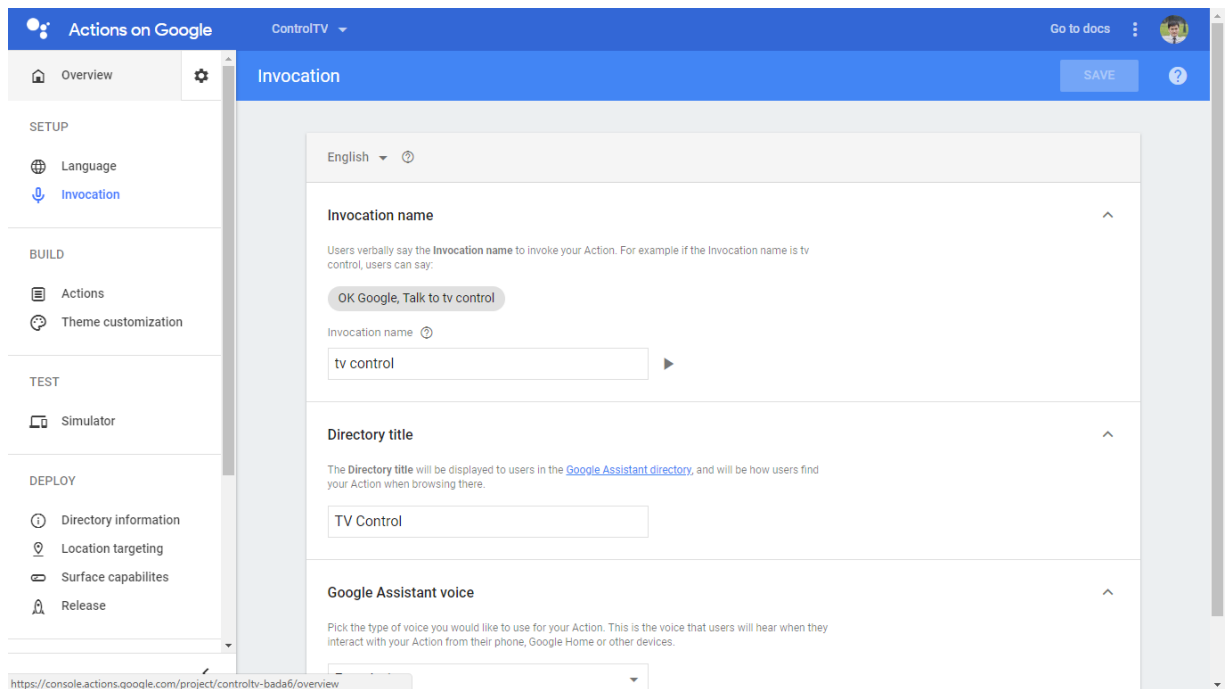 Actions on Google
ControlTV
Go to docs
Overview
Invocation
SAVE
SETUP
Language
Invocation
BUILD
Actions
Theme customization
TEST
Simulator
DEPLOY
Directory information
Location targeting
Surface capabilites
Release
English
Invocation name
Users verbally say the Invocation name to invoke your Action. For example if the Invocation name is tv
control, users can say:
OK Google, Talk to tv control
Invocation name
tv control
Directory title
The Directory title will be displayed to users in the Google Assistant directory, and will be how users find
your Action when browsing there.
TV Control
Google Assistant voice
Pick the type of voice you would like to use for your Action. This is the voice that users will hear when they
interact with your Action from their phone, Google Home or other devices.
https://console.actions.google.com/project/controltv-bada6/overview